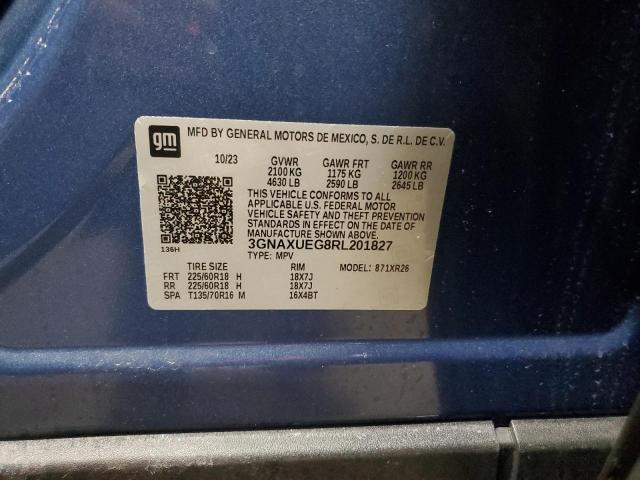 gm MFD BY GENERAL MOTORS DE MEXICO, S. DE R.L. DE C.V.
10/23 GVWR GAWR FRT GAWR RR
2100 KG 1175 KG 1200 KG
4630 LB 2590 LB 2645 LB
THIS VEHICLE CONFORMS TO ALL
APPLICABLE U.S. FEDERAL MOTOR
VEHICLE SAFETY AND THEFT PREVENTION
STANDARDS IN EFFECT ON THE DATE OF
MANUFACTURE SHOWN ABOVE.
136H 3GNAXUEG8RL201827
TYPE: MPV
TIRE SIZE RIM MODEL: 871XR26
FRT 225/60R18 H 18X7J
RR 225/60R18 H 18X7J
SPA T135/70R16 M 16X4BT